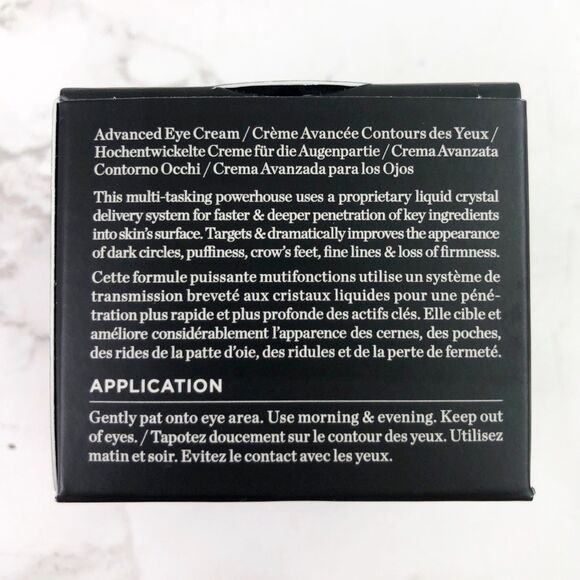 Advanced Eye Cream / Crème Avancée Contours des Yeux /
Hochentwickelte Creme für die Augenpartie / Crema Avanzata
Contorno Occhi / Crema Avanzada para los Ojos
This multi-tasking powerhouse uses a proprietary liquid crystal
delivery system for faster & deeper penetration of key ingredients
into skin's surface. Targets & dramatically improves the appearance
of dark circles, puffiness, crow's feet, fine lines & loss of firmness.
Cette formule puissante mutifonctions utilise un système de
transmission breveté aux cristaux liquides pour une péné-
tration plus rapide et plus profonde des actifs clés. Elle cible et
améliore considérablement l'apparence des cernes, des poches,
des rides de la patte d'oie, des ridules et de la perte de fermeté.
APPLICATION
Gently pat onto eye area. Use morning & evening. Keep out
of eyes. / Tapotez doucement sur le contour des yeux. Utilisez
matin et soir. Evitez le contact avec les yeux.